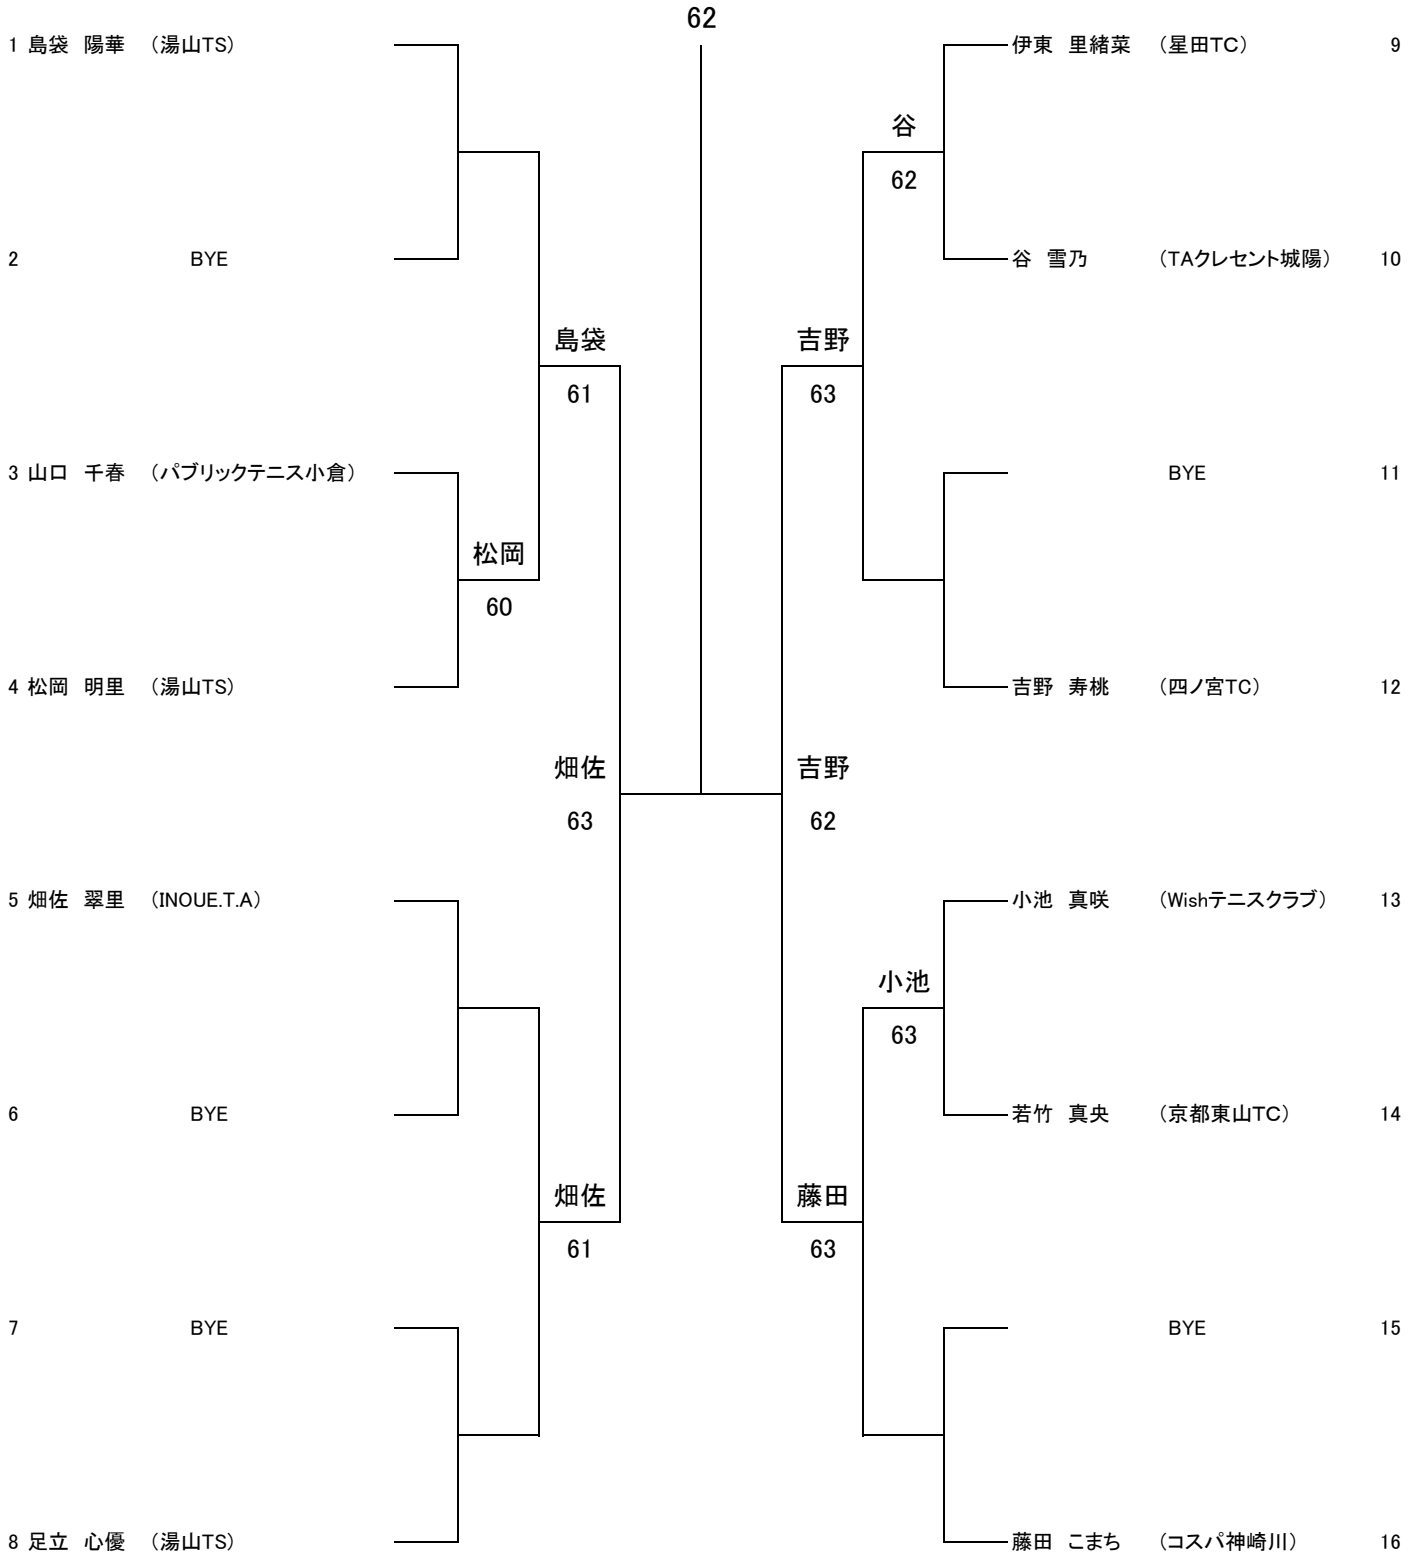 62
1 島袋 陽華 (湯山TS)
伊東 里緒菜 (星田TC) 9
谷
62
2 BYE
谷 雪乃 (TAクレセント城陽) 10
島袋
61
吉野
63
3 山口 千春 (パブリックテニス小倉)
BYE 11
松岡
60
4 松岡 明里 (湯山TS)
吉野 寿桃 (四ノ宮TC) 12
畑佐
63
吉野
62
5 畑佐 翠里 (INOUE.T.A)
小池 真咲 (Wishテニスクラブ) 13
小池
63
6 BYE
若竹 真央 (京都東山TC) 14
畑佐
61
藤田
63
7 BYE
BYE 15
8 足立 心優 (湯山TS)
藤田 こまち (コスパ神崎川) 16